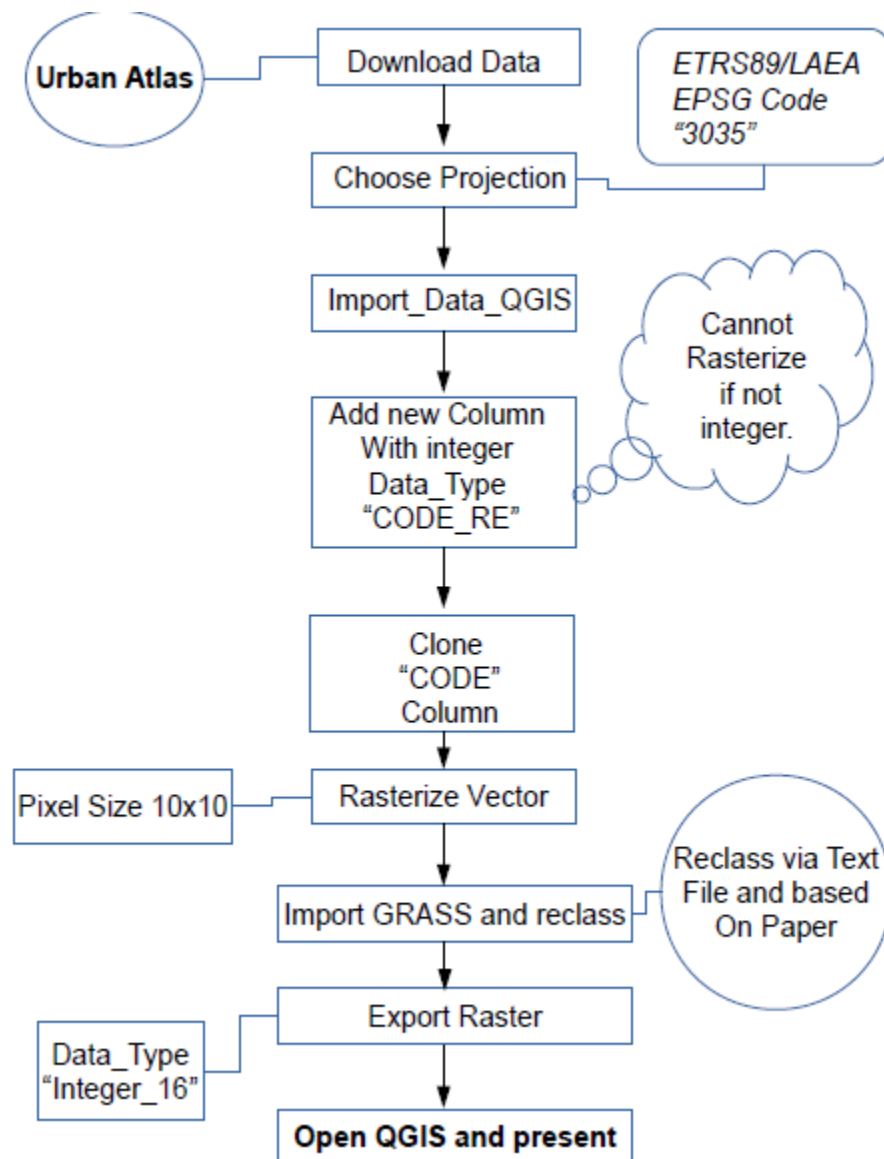 Urban Atlas
Download Data
ETRS89/LAEA
EPSG Code
“3035”
Choose Projection
Import_Data_QGIS
Cannot
Rasterize
if not
integer.
Add new Column
With integer
Data_Type
“CODE_RE”
Clone
“CODE”
Column
Pixel Size 10x10
Rasterize Vector
Reclass via Text
File and based
On Paper
Import GRASS and reclass
Export Raster
Data_Type
“Integer_16”
Open QGIS and present